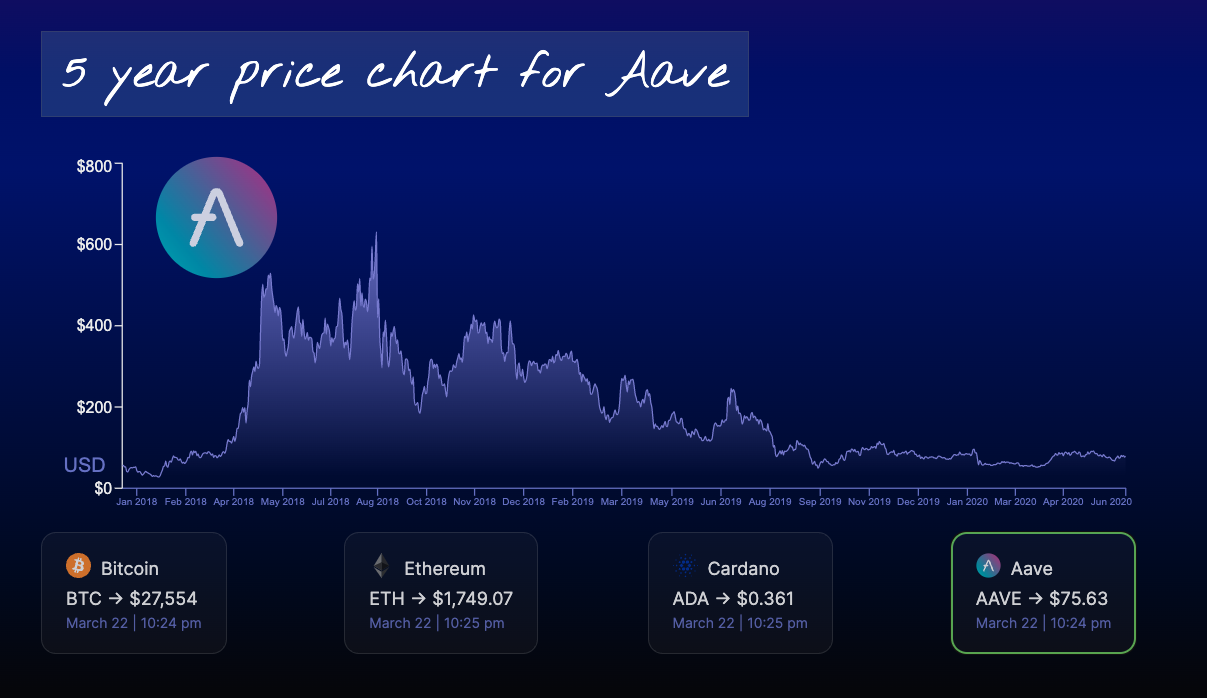 5 year price chart for Aave
$800
$600
$400
$200
USD
$0
Jan 2018 Feb 2018 Apr 2018 May 2018 Jul 2018 Aug 2018 Oct 2018 Nov 2018 Dec 2018 Feb 2019 Mar 2019 May 2019 Jun 2019 Aug 2019 Sep 2019 Nov 2019 Dec 2019 Jan 2020 Mar 2020 Apr 2020 Jun 2020
Bitcoin
BTC → $27,554
March 22 | 10:24 pm
Ethereum
ETH → $1,749.07
March 22 | 10:25 pm
Cardano
ADA → $0.361
March 22 | 10:25 pm
Aave
AAVE → $75.63
March 22 | 10:24 pm